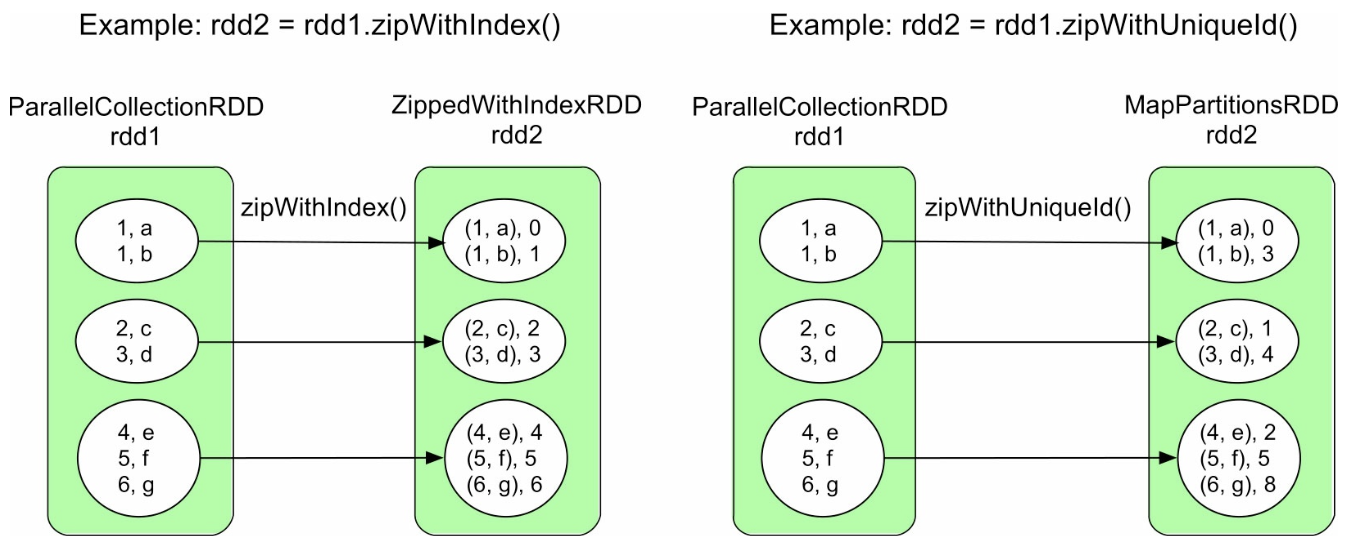 Example: rdd2 = rdd1.zipWithIndex()
ParallelCollectionRDD
rdd1
ZippedWithIndexRDD
rdd2
zipWithIndex()
1, a
1, b
(1, a), 0
(1, b), 1
2, c
3, d
(2, c), 2
(3, d), 3
4, e
5, f
6, g
(4, e), 4
(5, f), 5
(6, g), 6
Example: rdd2 = rdd1.zipWithUniqueId()
ParallelCollectionRDD
rdd1
MapPartitionsRDD
rdd2
zipWithUniqueId()
1, a
1, b
(1, a), 0
(1, b), 3
2, c
3, d
(2, c), 1
(3, d), 4
4, e
5, f
6, g
(4, e), 2
(5, f), 5
(6, g), 8